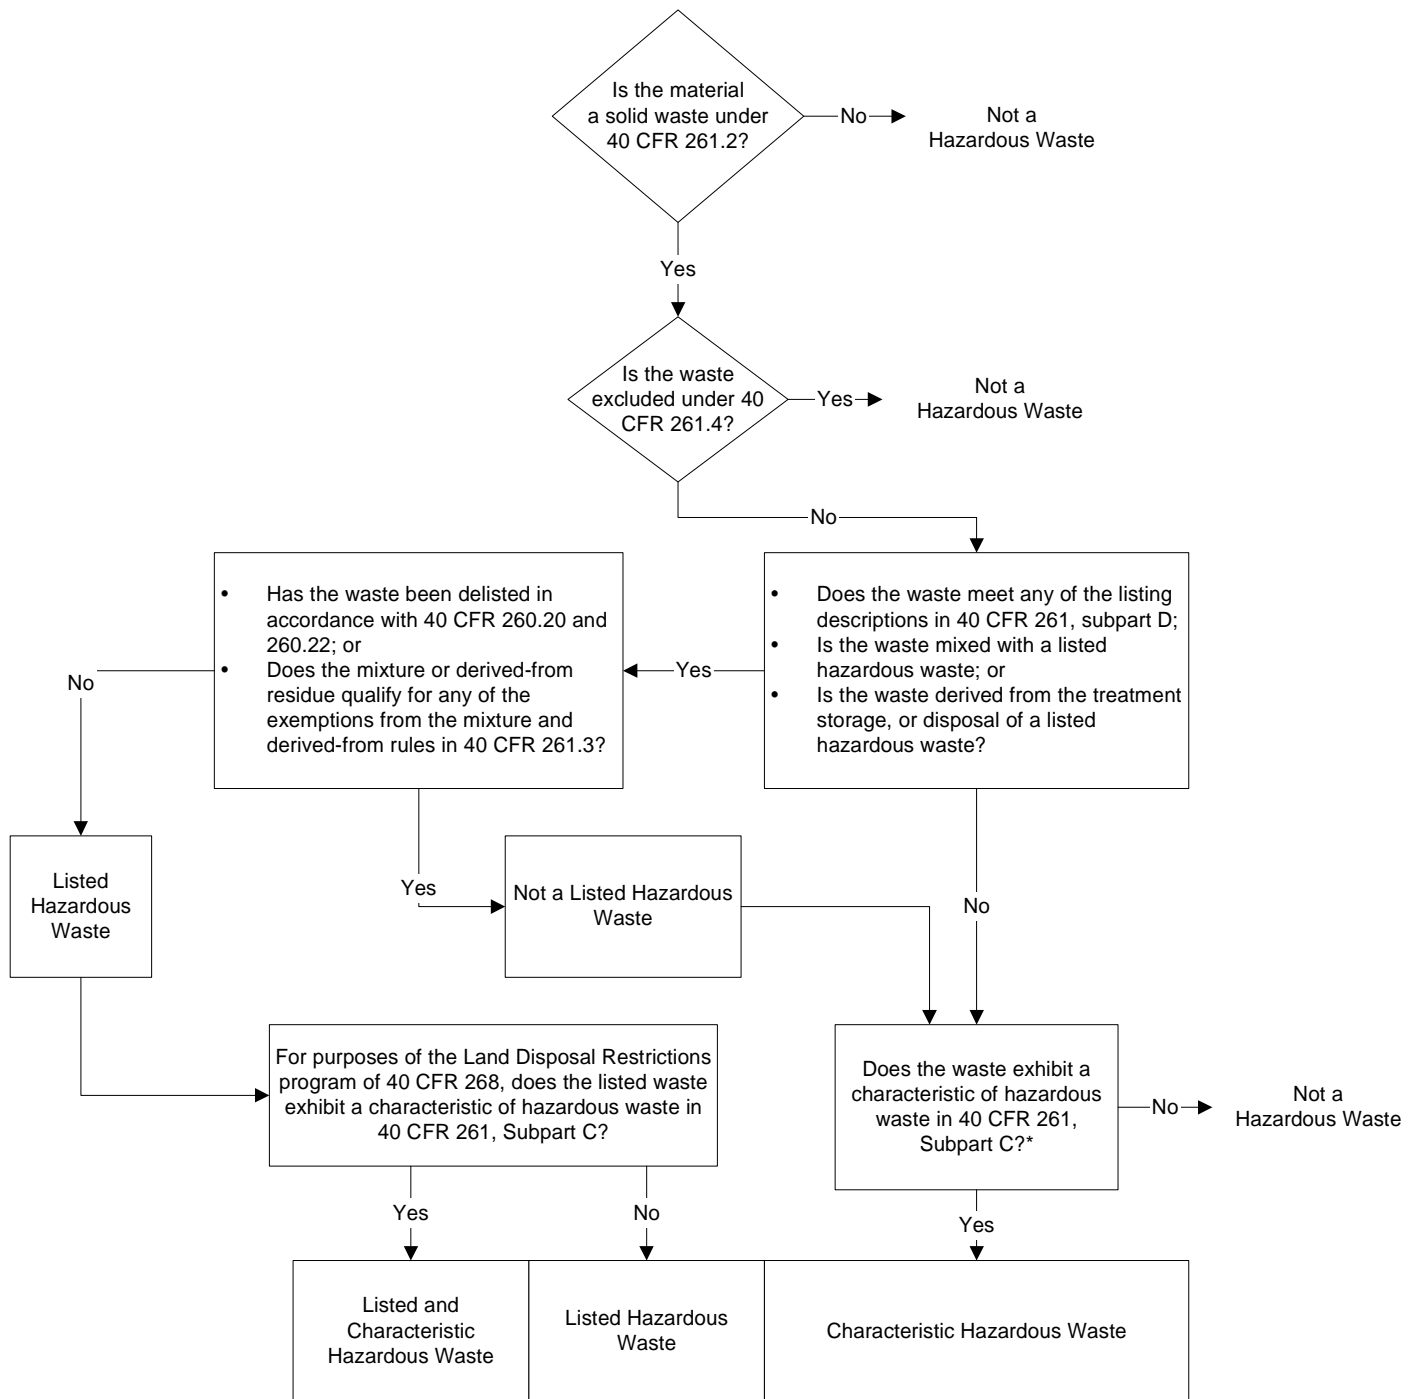 Is the material
a solid waste under
40 CFR 261.2?
No
Not a
Hazardous Waste
Yes
Is the waste
excluded under 40
CFR 261.4?
Yes
Not a
Hazardous Waste
No
• Has the waste been delisted in
accordance with 40 CFR 260.20 and
260.22; or
• Does the mixture or derived-from
residue qualify for any of the
exemptions from the mixture and
derived-from rules in 40 CFR 261.3?
Yes
• Does the waste meet any of the listing
descriptions in 40 CFR 261, subpart D;
• Is the waste mixed with a listed
hazardous waste; or
• Is the waste derived from the treatment
storage, or disposal of a listed
hazardous waste?
No
Listed
Hazardous
Waste
Yes
Not a Listed Hazardous
Waste
No
For purposes of the Land Disposal Restrictions
program of 40 CFR 268, does the listed waste
exhibit a characteristic of hazardous waste in
40 CFR 261, Subpart C?
Does the waste exhibit a
characteristic of hazardous
waste in 40 CFR 261,
Subpart C?*
No
Not a
Hazardous Waste
Yes
No
Yes
Listed and
Characteristic
Hazardous Waste
Listed Hazardous
Waste
Characteristic Hazardous Waste